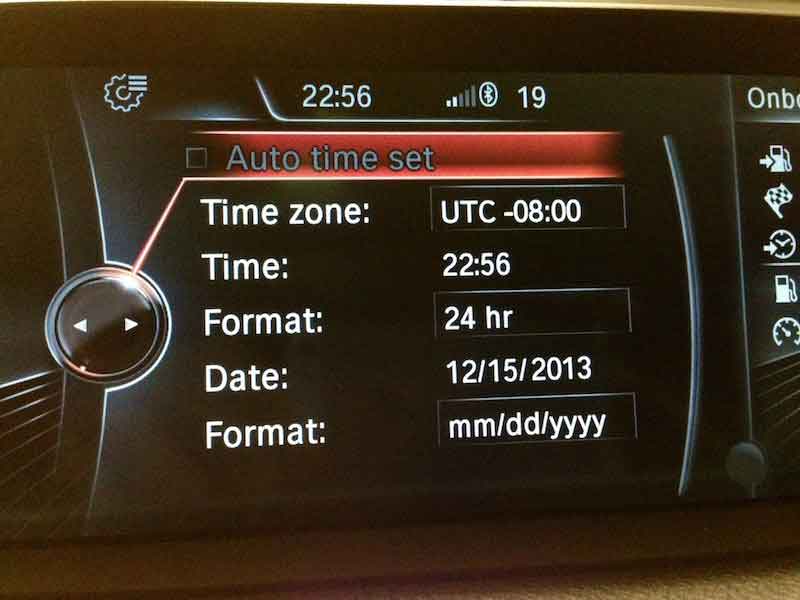 22:56 19 Onbo
Auto time set
Time zone: UTC -08:00
Time: 22:56
Format: 24 hr
Date: 12/15/2013
Format: mm/dd/yyyy